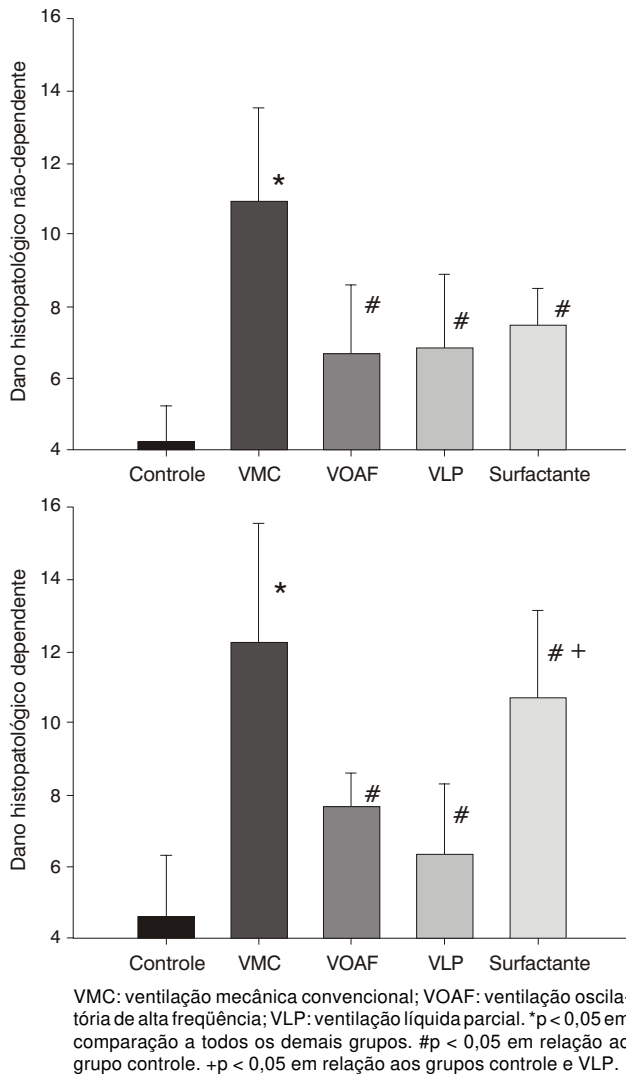 16
14
12
10
8
6
4
Dano histopatológico não-dependente
*
#
#
#
Controle VMC VOAF VLP Surfactante
16
14
12
10
8
6
4
Dano histopatológico dependente
*
#
#
# +
Controle VMC VOAF VLP Surfactante
VMC: ventilação mecânica convencional; VOAF: ventilação oscila-
tória de alta freqüência; VLP: ventilação líquida parcial. *p < 0,05 em
comparação a todos os demais grupos. #p < 0,05 em relação ao
grupo controle. +p < 0,05 em relação aos grupos controle e VLP.